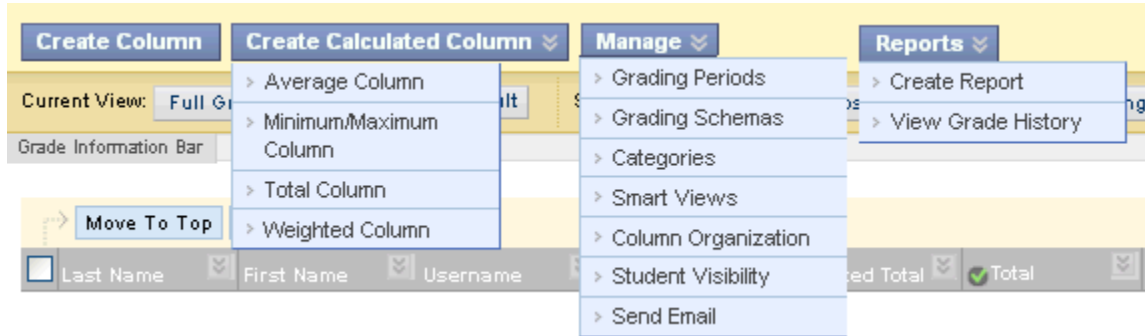 Create Column Create Calculated Column Manage Reports
Average Column
Minimum/Maximum
Column
Total Column
Weighted Column
Grading Periods
Grading Schemas
Categories
Smart Views
Column Organization
Student Visibility
Send Email
Create Report
View Grade History
Current View: Full
Grade Information Bar
Move To Top
Last Name First Name Username Total Total